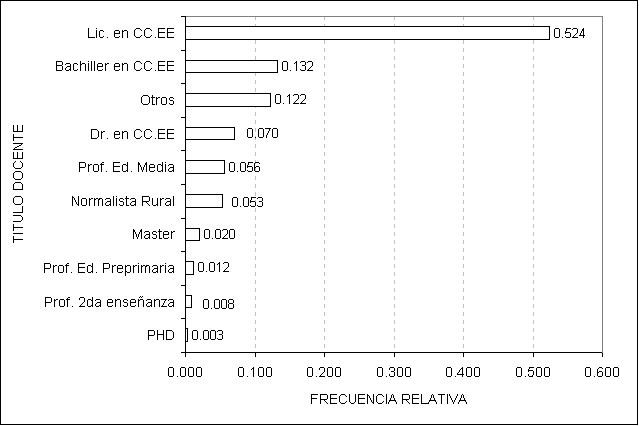 TITULO DOCENTE
Lic. en CC.EE 0.524
Bachiller en CC.EE 0.132
Otros 0.122
Dr. en CC.EE 0.070
Prof. Ed. Media 0.056
Normalista Rural 0.053
Master 0.020
Prof. Ed. Preprimaria 0.012
Prof. 2da enseñanza 0.008
PHD 0.003
0.000 0.100 0.200 0.300 0.400 0.500 0.600
FRECUENCIA RELATIVA